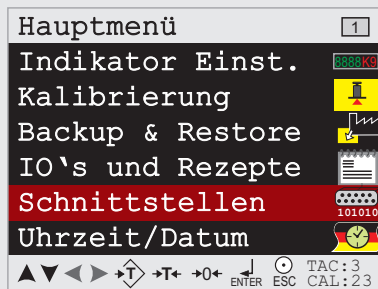 Hauptmenü 1
Indikator Einst. 8888K9
Kalibrierung
Backup & Restore
IO‘s und Rezepte
Schnittstellen 101010
Uhrzeit/Datum
T →T← →0← ENTER ESC TAC:3
CAL:23